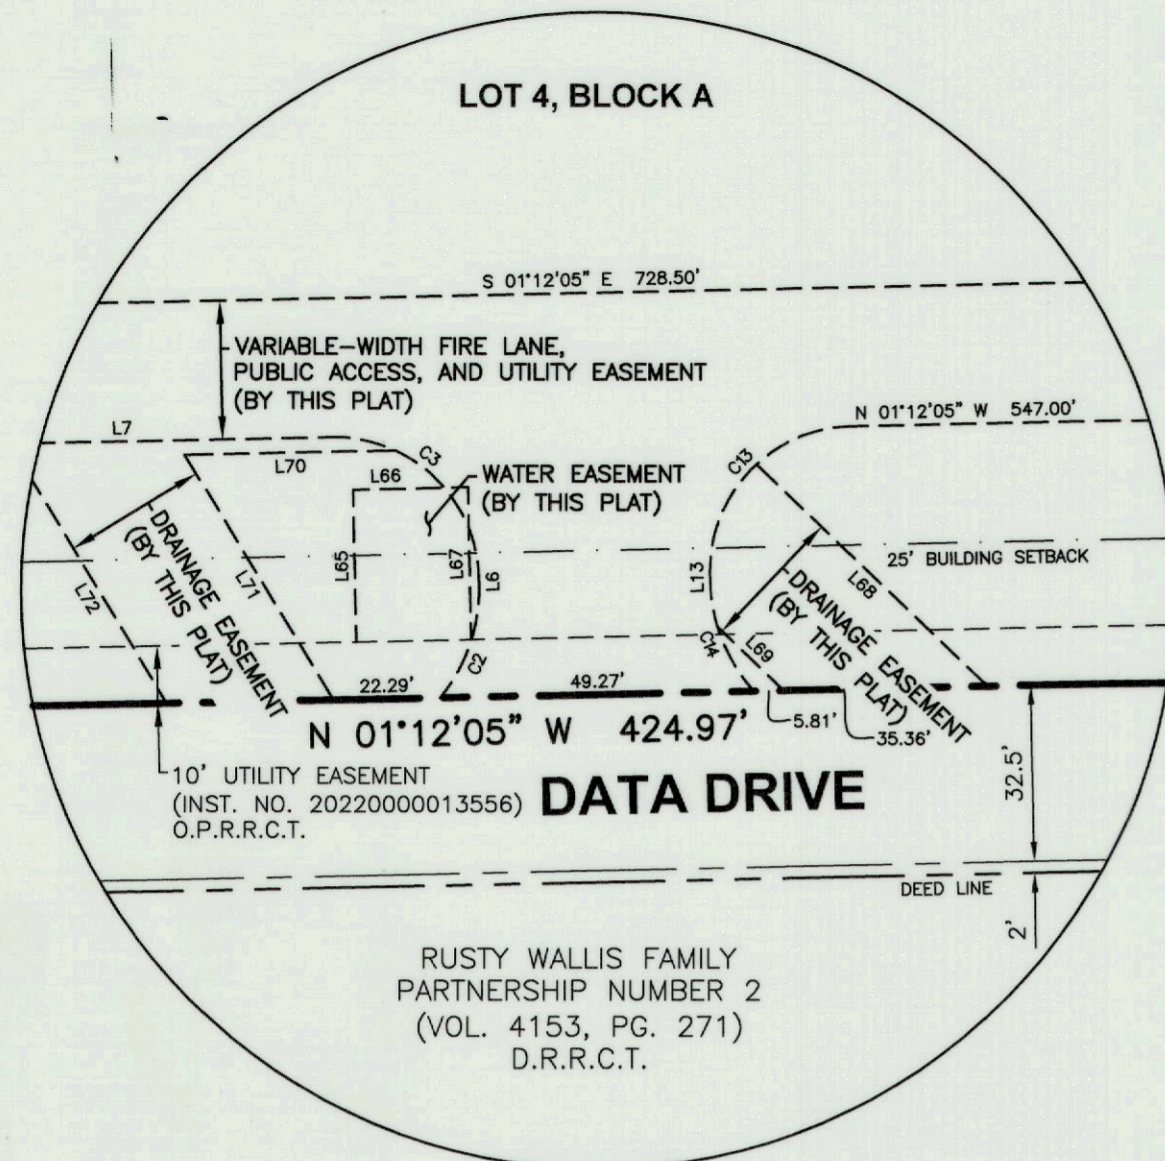 LOT 4, BLOCK A
S 01°12'05" E 728.50'
VARIABLE-WIDTH FIRE LANE,
PUBLIC ACCESS, AND UTILITY EASEMENT
(BY THIS PLAT)
N 01°12'05" W 547.00'
L7
L70
C3
L66
WATER EASEMENT
(BY THIS PLAT)
C13
DRAINAGE EASEMENT
(BY THIS PLAT)
L72
L71
L65
L67
L6
L13
25' BUILDING SETBACK
L68
DRAINAGE EASEMENT
(BY THIS
PLAT)
C14
L69
C2
22.29'
49.27'
5.81'
35.36'
N 01°12'05" W 424.97'
32.5'
10' UTILITY EASEMENT
(INST. NO. 20220000013556)
O.P.R.R.C.T.
DATA DRIVE
DEED LINE
2'
RUSTY WALLIS FAMILY
PARTNERSHIP NUMBER 2
(VOL. 4153, PG. 271)
D.R.R.C.T.